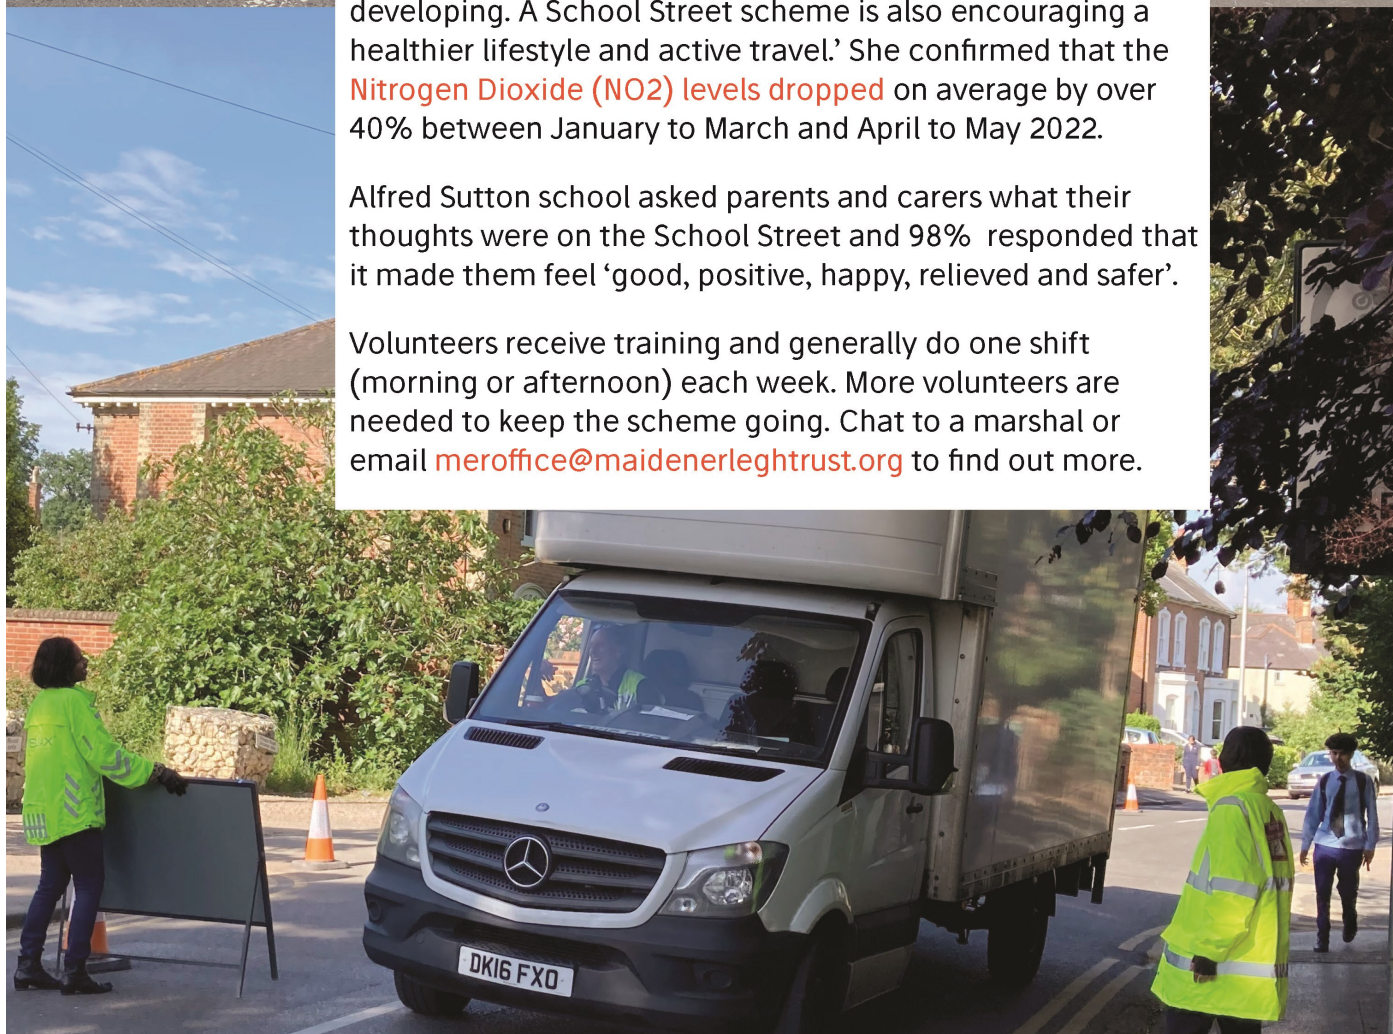 developing. A School Street scheme is also encouraging a
healthier lifestyle and active travel.’ She confirmed that the
Nitrogen Dioxide (NO2) levels dropped on average by over
40% between January to March and April to May 2022.
Alfred Sutton school asked parents and carers what their
thoughts were on the School Street and 98%  responded that
it made them feel ‘good, positive, happy, relieved and safer’.
Volunteers receive training and generally do one shift
(morning or afternoon) each week. More volunteers are
needed to keep the scheme going. Chat to a marshal or
email meroffice@maidenerleghtrust.org to find out more.
DK16 FXO